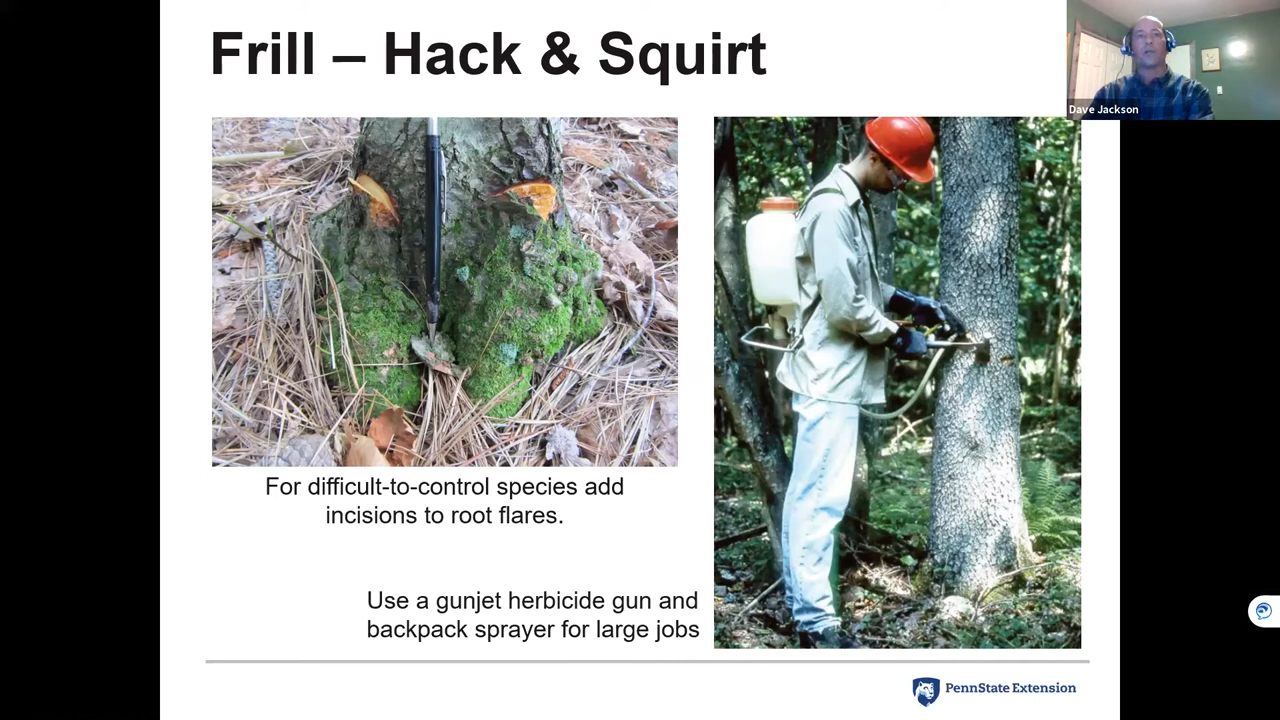 Frill – Hack & Squirt
Dave Jackson
For difficult-to-control species add
incisions to root flares.
Use a gunjet herbicide gun and
backpack sprayer for large jobs
PennState Extension